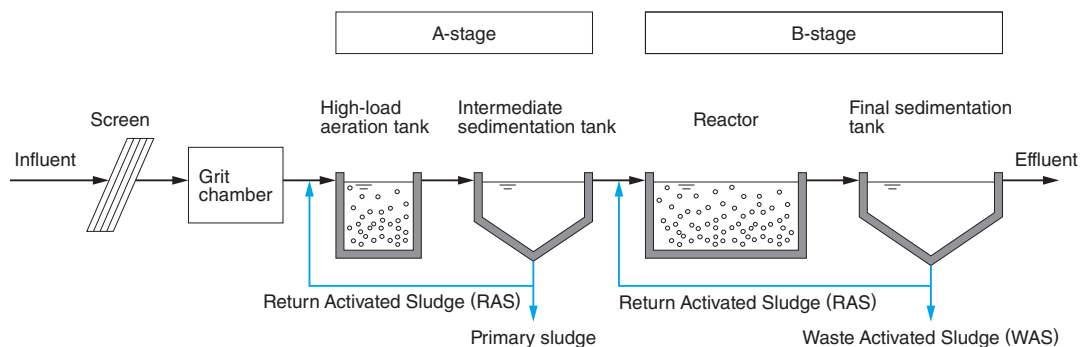 A-stage
B-stage
High-load
aeration tank
Intermediate
sedimentation tank
Final sedimentation
tank
Screen
Reactor
Influent
Effluent
Grit
chamber
Return Activated Sludge (RAS)
Return Activated Sludge (RAS)
Primary sludge
Waste Activated Sludge (WAS)